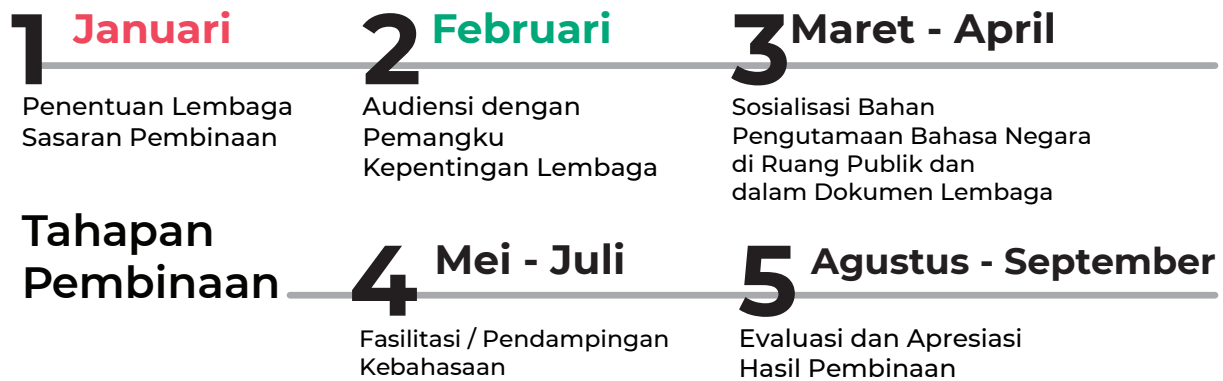 1 Januari
Penentuan Lembaga
Sasaran Pembinaan
2 Februari
Audiensi dengan
Pemangku
Kepentingan Lembaga
3 Maret - April
Sosialisasi Bahan
Pengutamaan Bahasa Negara
di Ruang Publik dan
dalam Dokumen Lembaga
Tahapan
Pembinaan
4 Mei - Juli
Fasilitasi / Pendampingan
Kebahasaan
5 Agustus - September
Evaluasi dan Apresiasi
Hasil Pembinaan